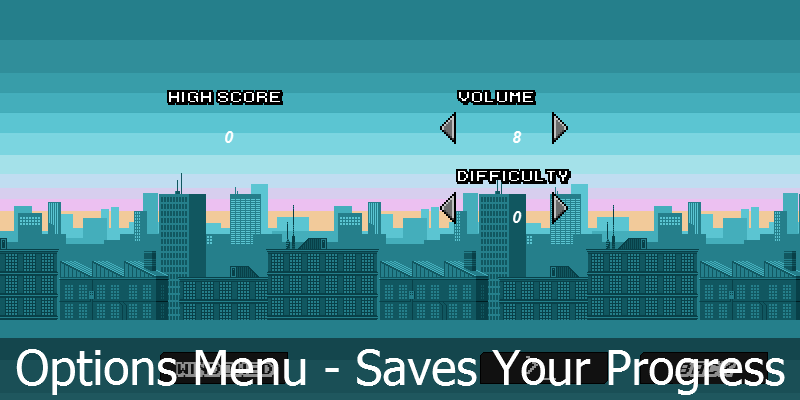 HIGH SCORE
VOLUME
0
8
DIFFICULTY
0
Options Menu - Saves Your Progress